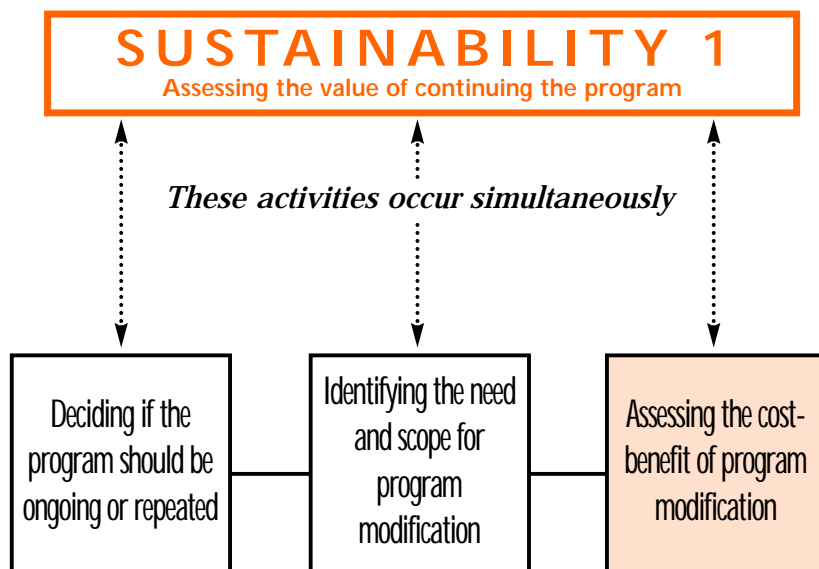 SUSTAINABILITY 1
Assessing the value of continuing the program
These activities occur simultaneously
Deciding if the
program should be
ongoing or repeated
Identifying the need
and scope for
program
modification
Assessing the cost-
benefit of program
modification